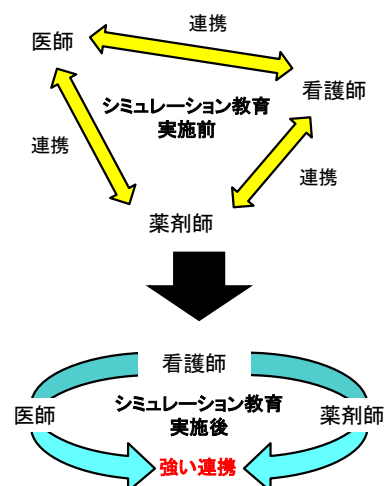 連携
医師
看護師
シミュレーション教育
実施前
連携
連携
薬剤師
看護師
医師
シミュレーション教育
実施後
薬剤師
強い連携